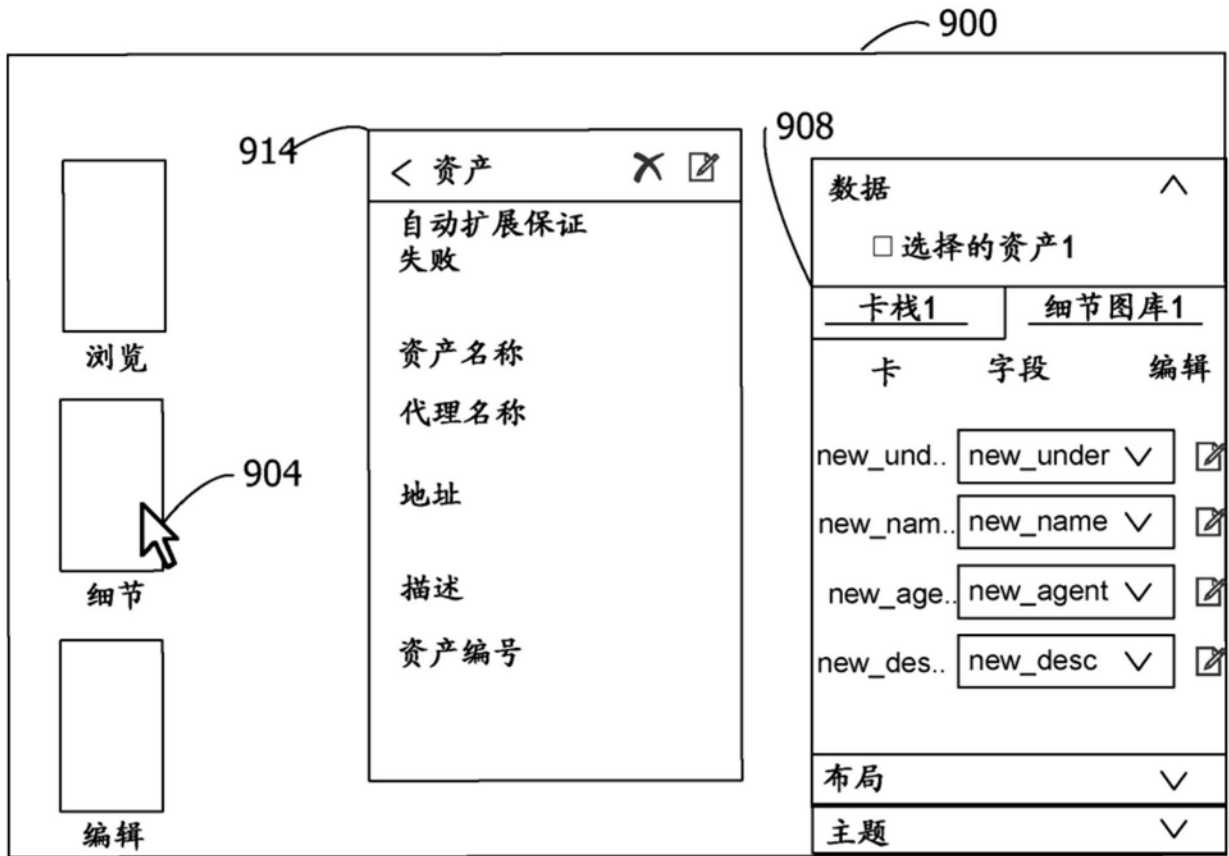 900
914
908
< 资产
数据
自动扩展保证
失败
□ 选择的资产1
卡栈1
细节图库1
浏览
资产名称
卡
字段
编辑
代理名称
new_und..
new_under
904
地址
new_nam..
new_name
细节
描述
new_age..
new_agent
资产编号
new_des..
new_desc
布局
编辑
主题